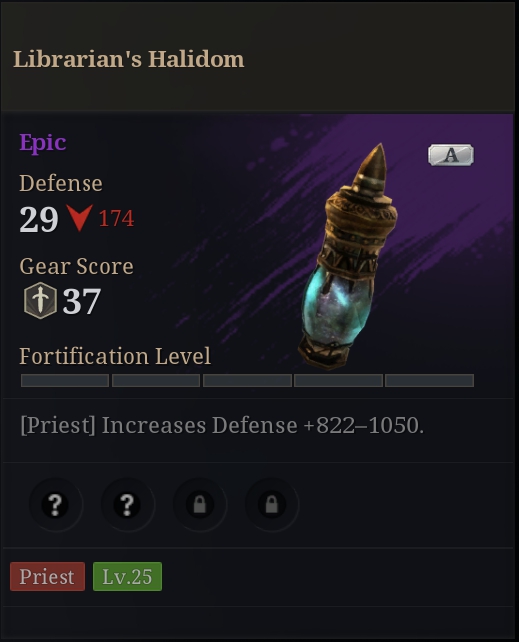 Librarian's Halidom
Epic
A
Defense
29 174
Gear Score
37
Fortification Level
[Priest] Increases Defense +822–1050.
? ?
Priest Lv.25